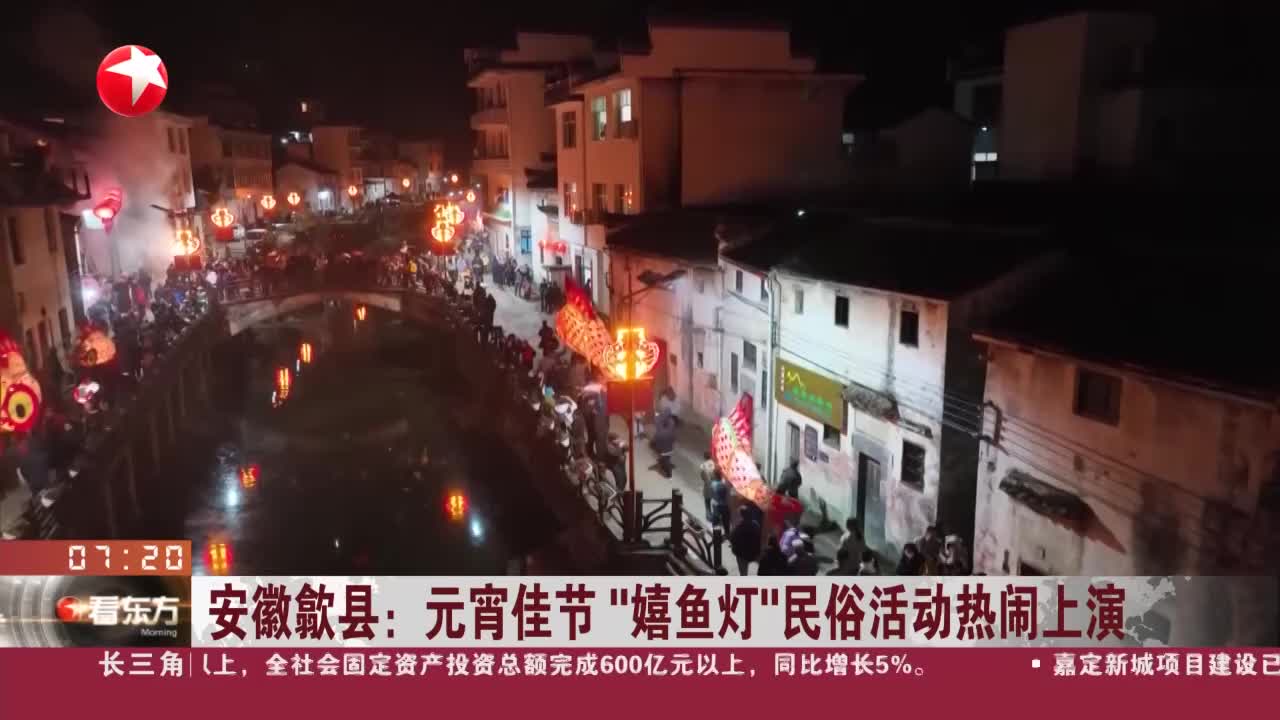 07:20
看东方
Morning
安徽歙县：元宵佳节 "嬉鱼灯"民俗活动热闹上演
长三角
以上，全社会固定资产投资总额完成600亿元以上，同比增长5%。
▪ 嘉定新城项目建设已